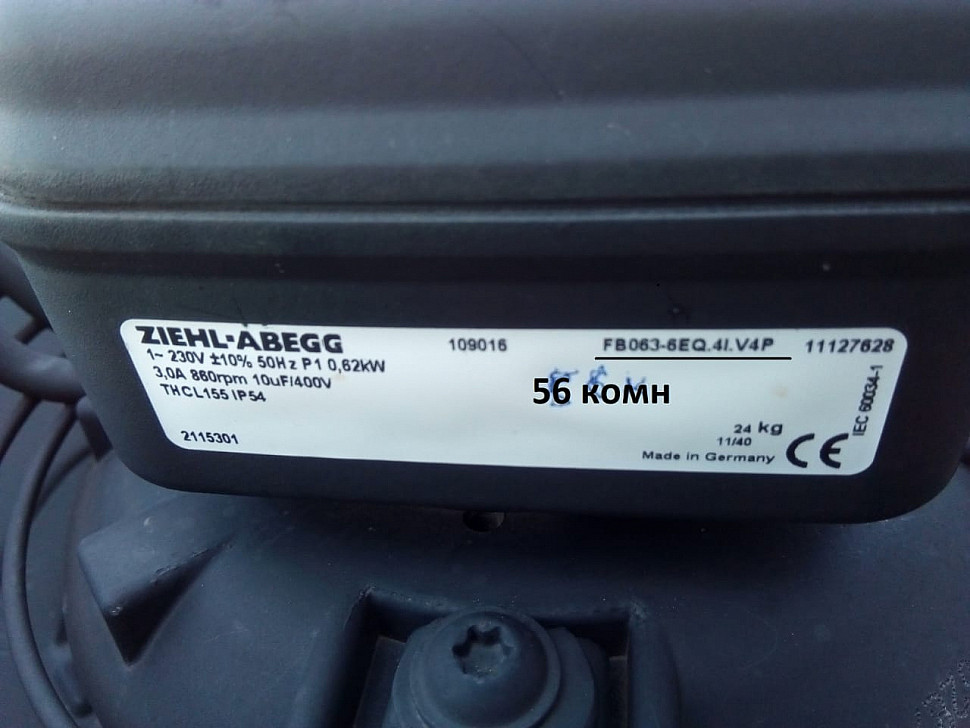 ZIEHL-ABEGG 109016 FB063-6EQ.4I.V4P 11127628
1~ 230V ±10% 50Hz P1 0,62kW
3,0A 860rpm 10uF/400V
THCL155 IP54
56 комн
2115301
24 kg
11/40
Made in Germany CE
IEC 60034-1